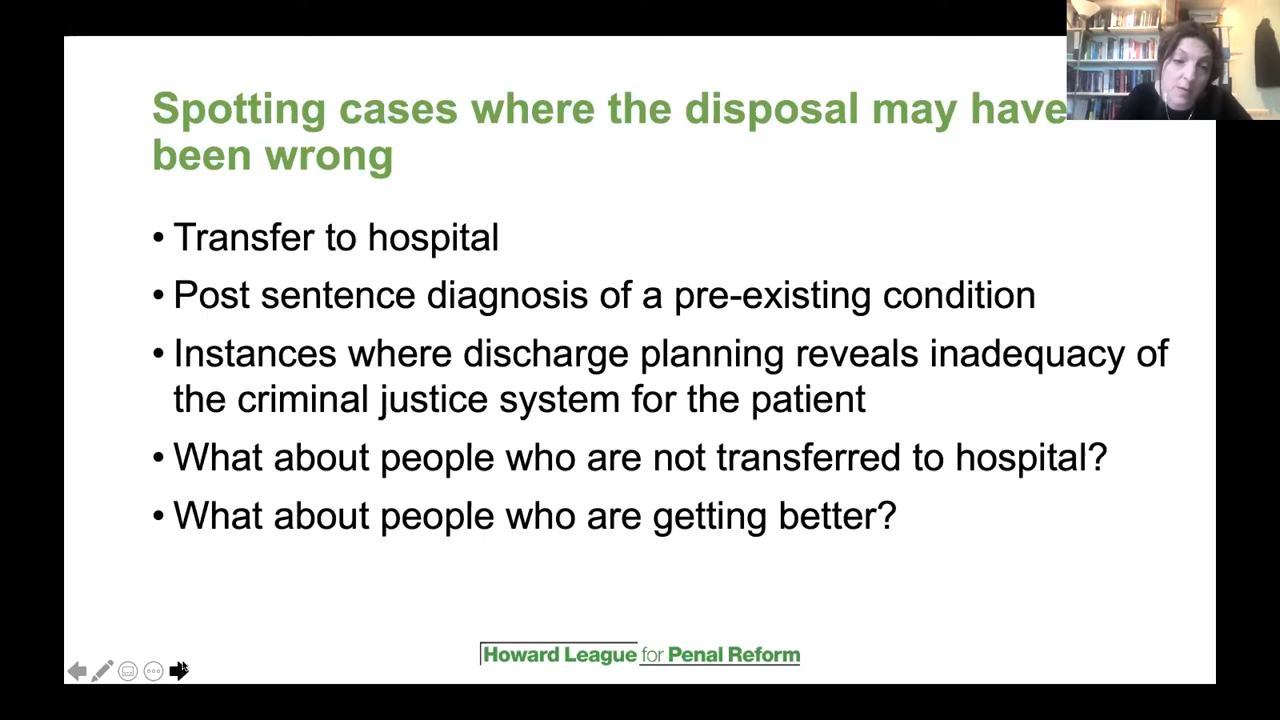 Spotting cases where the disposal may have
been wrong
• Transfer to hospital
• Post sentence diagnosis of a pre-existing condition
• Instances where discharge planning reveals inadequacy of
the criminal justice system for the patient
• What about people who are not transferred to hospital?
• What about people who are getting better?
Howard League for Penal Reform